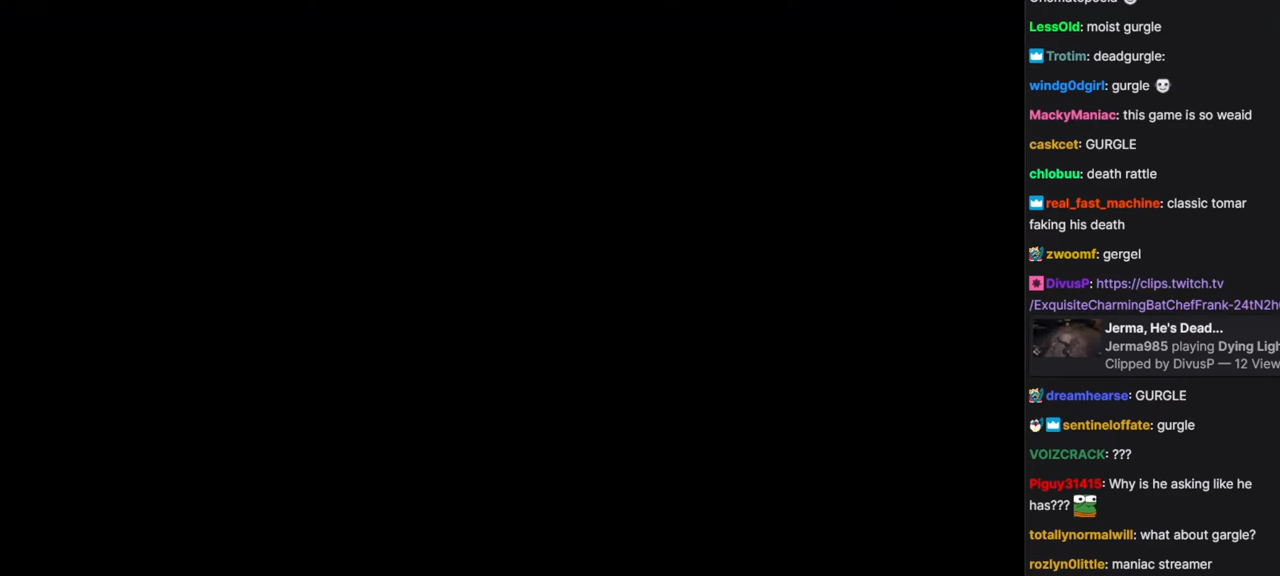 LessOld: moist gurgle
Trotim: deadgurgle:
windg0dgirl: gurgle
MackyManiac: this game is so weaid
caskcet: GURGLE
chlobuu: death rattle
real_fast_machine: classic tomar
faking his death
zwoomf: gergel
DivusP: https://clips.twitch.tv
/ExquisiteCharmingBatChefFrank-24tN2h
Jerma, He's Dead...
Jerma985 playing Dying Ligh
Clipped by DivusP — 12 View
dreamhearse: GURGLE
sentineloffate: gurgle
VOIZCRACK: ???
Piguy31415: Why is he asking like he
has???
totallynormalwill: what about gargle?
rozlyn0little: maniac streamer